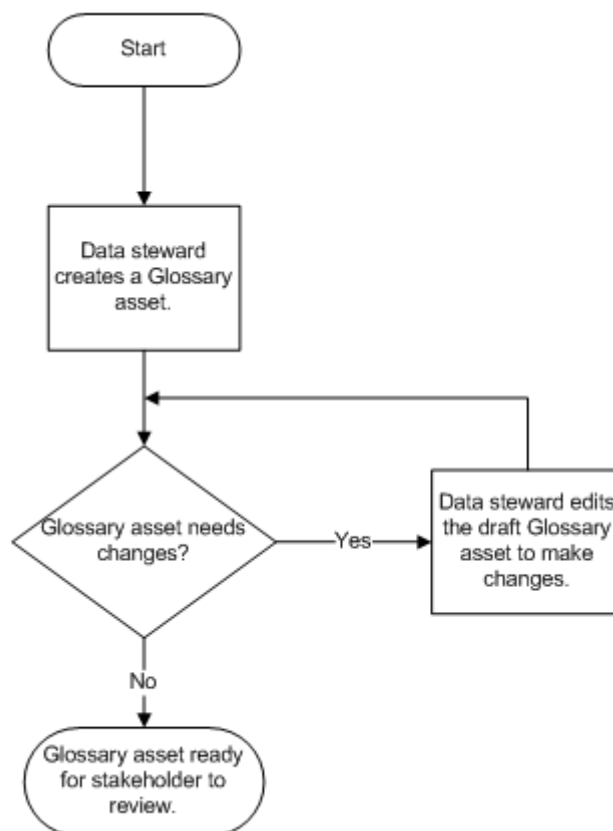 Start
Data steward
creates a Glossary
asset.
Glossary asset needs
changes?
Yes
Data steward edits
the draft Glossary
asset to make
changes.
No
Glossary asset ready
for stakeholder to
review.